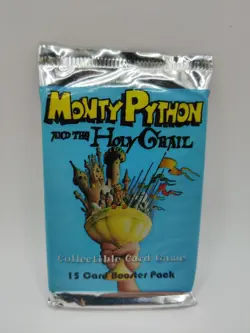 MONTY PYTHON
AND THE HOLY GRAIL
Collectible Card Game
15 Card Booster Pack